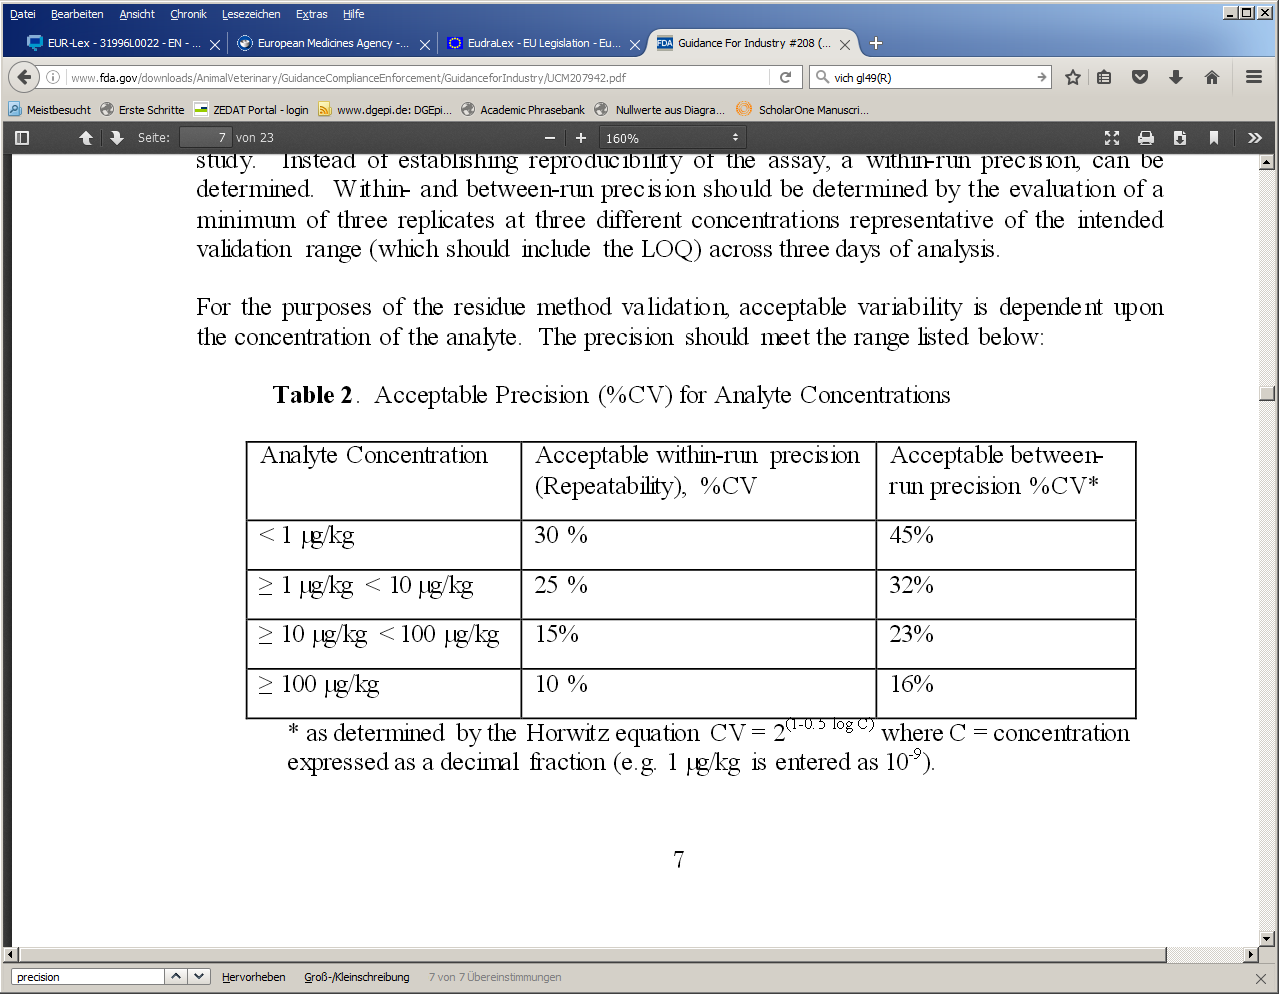 Datei Bearbeiten Ansicht Chronik Lesezeichen Extras Hilfe
EUR-Lex - 31996L0022 - EN - ... European Medicines Agency -... EudraLex - EU Legislation - Eu... FDA Guidance For Industry #208 (...
www.fda.gov/downloads/AnimalVeterinary/GuidanceComplianceEnforcement/GuidanceforIndustry/UCM207942.pdf vich gl49(R)
Meistbesucht Erste Schritte ZEDAT Portal - login www.dgepi.de: DGEpi... Academic Phrasebank Nullwerte aus Diagra... ScholarOne Manuscri...
Seite: 7 von 23 160%
study. Instead of establishing reproducibility of the assay, a within-run precision, can be
determined. Within- and between-run precision should be determined by the evaluation of a
minimum of three replicates at three different concentrations representative of the intended
validation range (which should include the LOQ) across three days of analysis.
For the purposes of the residue method validation, acceptable variability is dependent upon
the concentration of the analyte. The precision should meet the range listed below:
Table 2. Acceptable Precision (%CV) for Analyte Concentrations
Analyte Concentration Acceptable within-run precision Acceptable between-
(Repeatability), %CV run precision %CV*
< 1 µg/kg 30 % 45%
≥ 1 µg/kg < 10 µg/kg 25 % 32%
≥ 10 µg/kg < 100 µg/kg 15% 23%
≥ 100 µg/kg 10 % 16%
* as determined by the Horwitz equation CV = 2^(1-0.5 log C) where C = concentration
expressed as a decimal fraction (e.g. 1 µg/kg is entered as 10^-9).
7
precision Hervorheben Groß-/Kleinschreibung 7 von 7 Übereinstimmungen